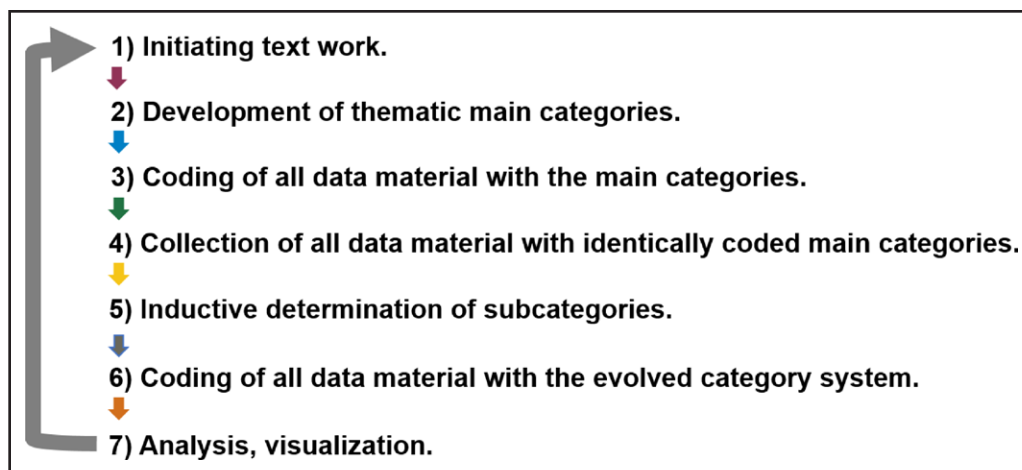 1) Initiating text work.
2) Development of thematic main categories.
3) Coding of all data material with the main categories.
4) Collection of all data material with identically coded main categories.
5) Inductive determination of subcategories.
6) Coding of all data material with the evolved category system.
7) Analysis, visualization.